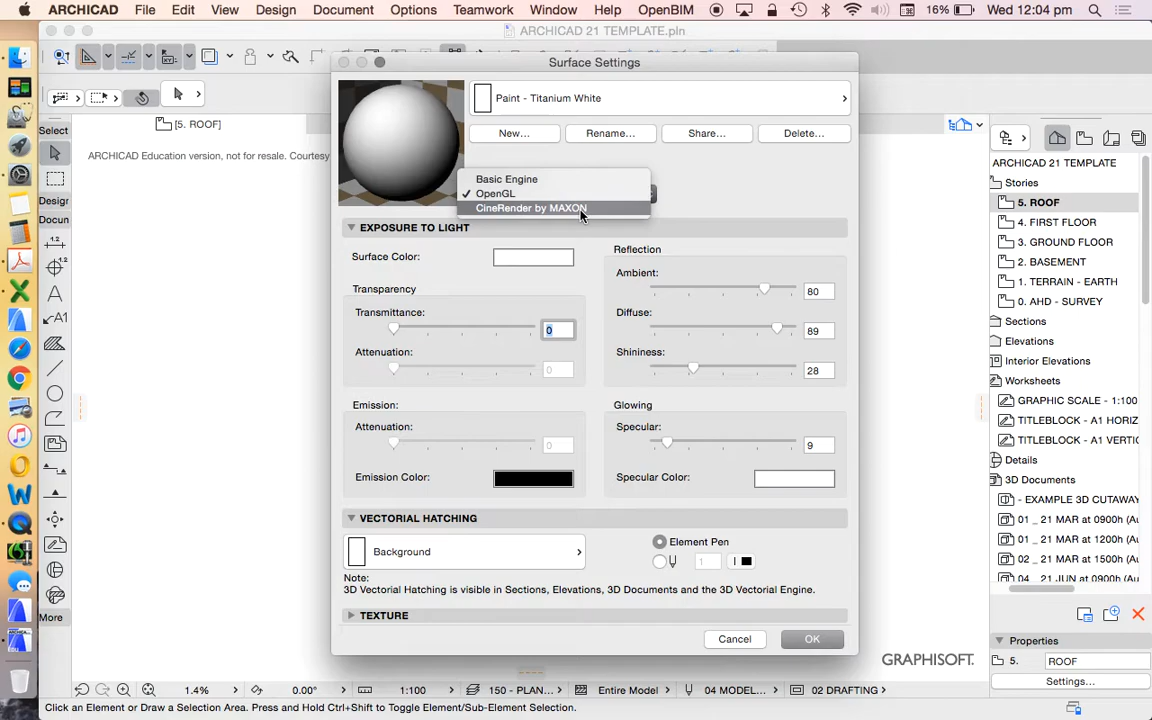 ARCHICAD File Edit View Design Document Options Teamwork Window Help OpenBIM 16% Wed 12:04 pm
ARCHICAD 21 TEMPLATE.pln
Surface Settings
Paint - Titanium White
New...
Rename...
Share...
Delete...
Basic Engine
OpenGL
CineRender by MAXON
EXPOSURE TO LIGHT
Surface Color:
Transparency
Transmittance:
0
Attenuation:
0
Emission:
Attenuation:
0
Emission Color:
Reflection
Ambient:
80
Diffuse:
89
Shininess:
28
Glowing
Specular:
9
Specular Color:
VECTORIAL HATCHING
Background
Element Pen
1
Note:
3D Vectorial Hatching is visible in Sections, Elevations, 3D Documents and the 3D Vectorial Engine.
TEXTURE
Cancel
OK
[5. ROOF]
ARCHICAD Education version, not for resale. Courtesy
Select
Design
Docun
A
A1
More
ARCHICAD 21 TEMPLATE
Stories
5. ROOF
4. FIRST FLOOR
3. GROUND FLOOR
2. BASEMENT
1. TERRAIN - EARTH
0. AHD - SURVEY
Sections
Elevations
Interior Elevations
Worksheets
GRAPHIC SCALE - 1:100
TITLEBLOCK - A1 HORIZ
TITLEBLOCK - A1 VERTIC
Details
3D Documents
- EXAMPLE 3D CUTAWAY
01 _ 21 MAR at 0900h (Au
01 _ 21 MAR at 1200h (Au
02 _ 21 MAR at 1500h (Au
04 _ 21 JUN at 0900h (Au
Properties
5.
ROOF
Settings...
GRAPHISOFT.
1.4%
0.00°
1:100
150 - PLAN...
Entire Model
04 MODEL...
02 DRAFTING
Click an Element or Draw a Selection Area. Press and Hold Ctrl+Shift to Toggle Element/Sub-Element Selection.